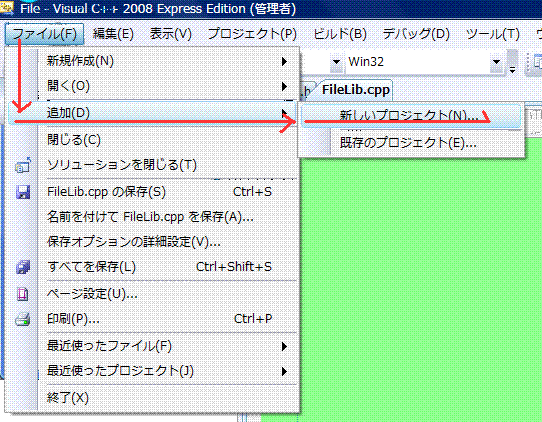 File - Visual C++ 2008 Express Edition (管理者)
ファイル(F) 編集(E) 表示(V) プロジェクト(P) ビルド(B) デバッグ(D) ツール(T)
Win32
新規作成(N)
開く(O)
.h FileLib.cpp
追加(D)
新しいプロジェクト(N)...
閉じる(C)
既存のプロジェクト(E)...
ソリューションを閉じる(T)
FileLib.cpp の保存(S) Ctrl+S
名前を付けて FileLib.cpp を保存(A)...
保存オプションの詳細設定(V)...
すべてを保存(L) Ctrl+Shift+S
ページ設定(U)...
印刷(P)... Ctrl+P
最近使ったファイル(F)
最近使ったプロジェクト(J)
終了(X)